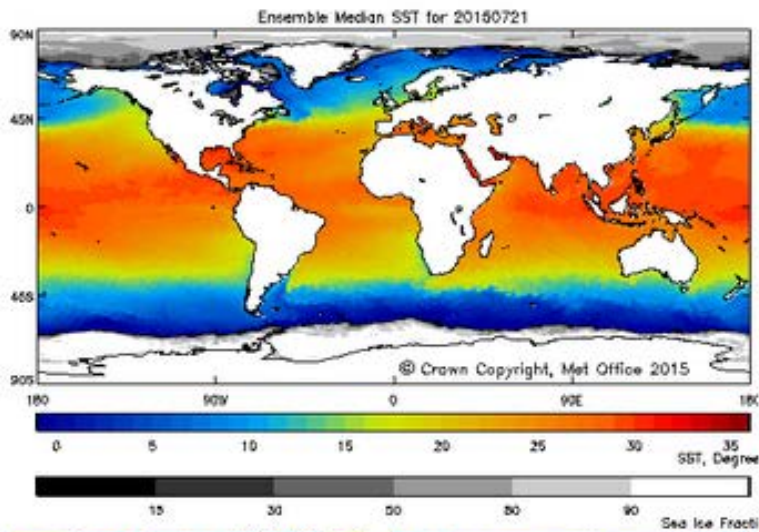 Ensemble Median SST for 20150721
90N
45N
0
45S
90S
© Crown Copyright, Met Office 2015
180 90W 0 90E 180
0 5 10 15 20 25 30 35
SST, Degree
15 30 50 80 90
Sea Ice Fracti